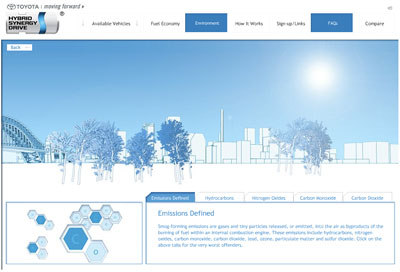 TOYOTA | moving forward
HYBRID
SYNERGY
DRIVE
Available Vehicles
Fuel Economy
Environment
How It Works
Sign-up/Links
FAQs
Compare
Back
Emissions Defined
Hydrocarbons
Nitrogen Oxides
Carbon Monoxide
Carbon Dioxide
Emissions Defined
Smog-forming emissions are gases and tiny particles released, or emitted, into the air as byproducts of the
burning of fuel within an internal combustion engine. These emissions include hydrocarbons, nitrogen
oxides, carbon monoxide, carbon dioxide, lead, ozone, particulate matter and sulfur dioxide. Click on the
above tabs for the very worst offenders.
C
O